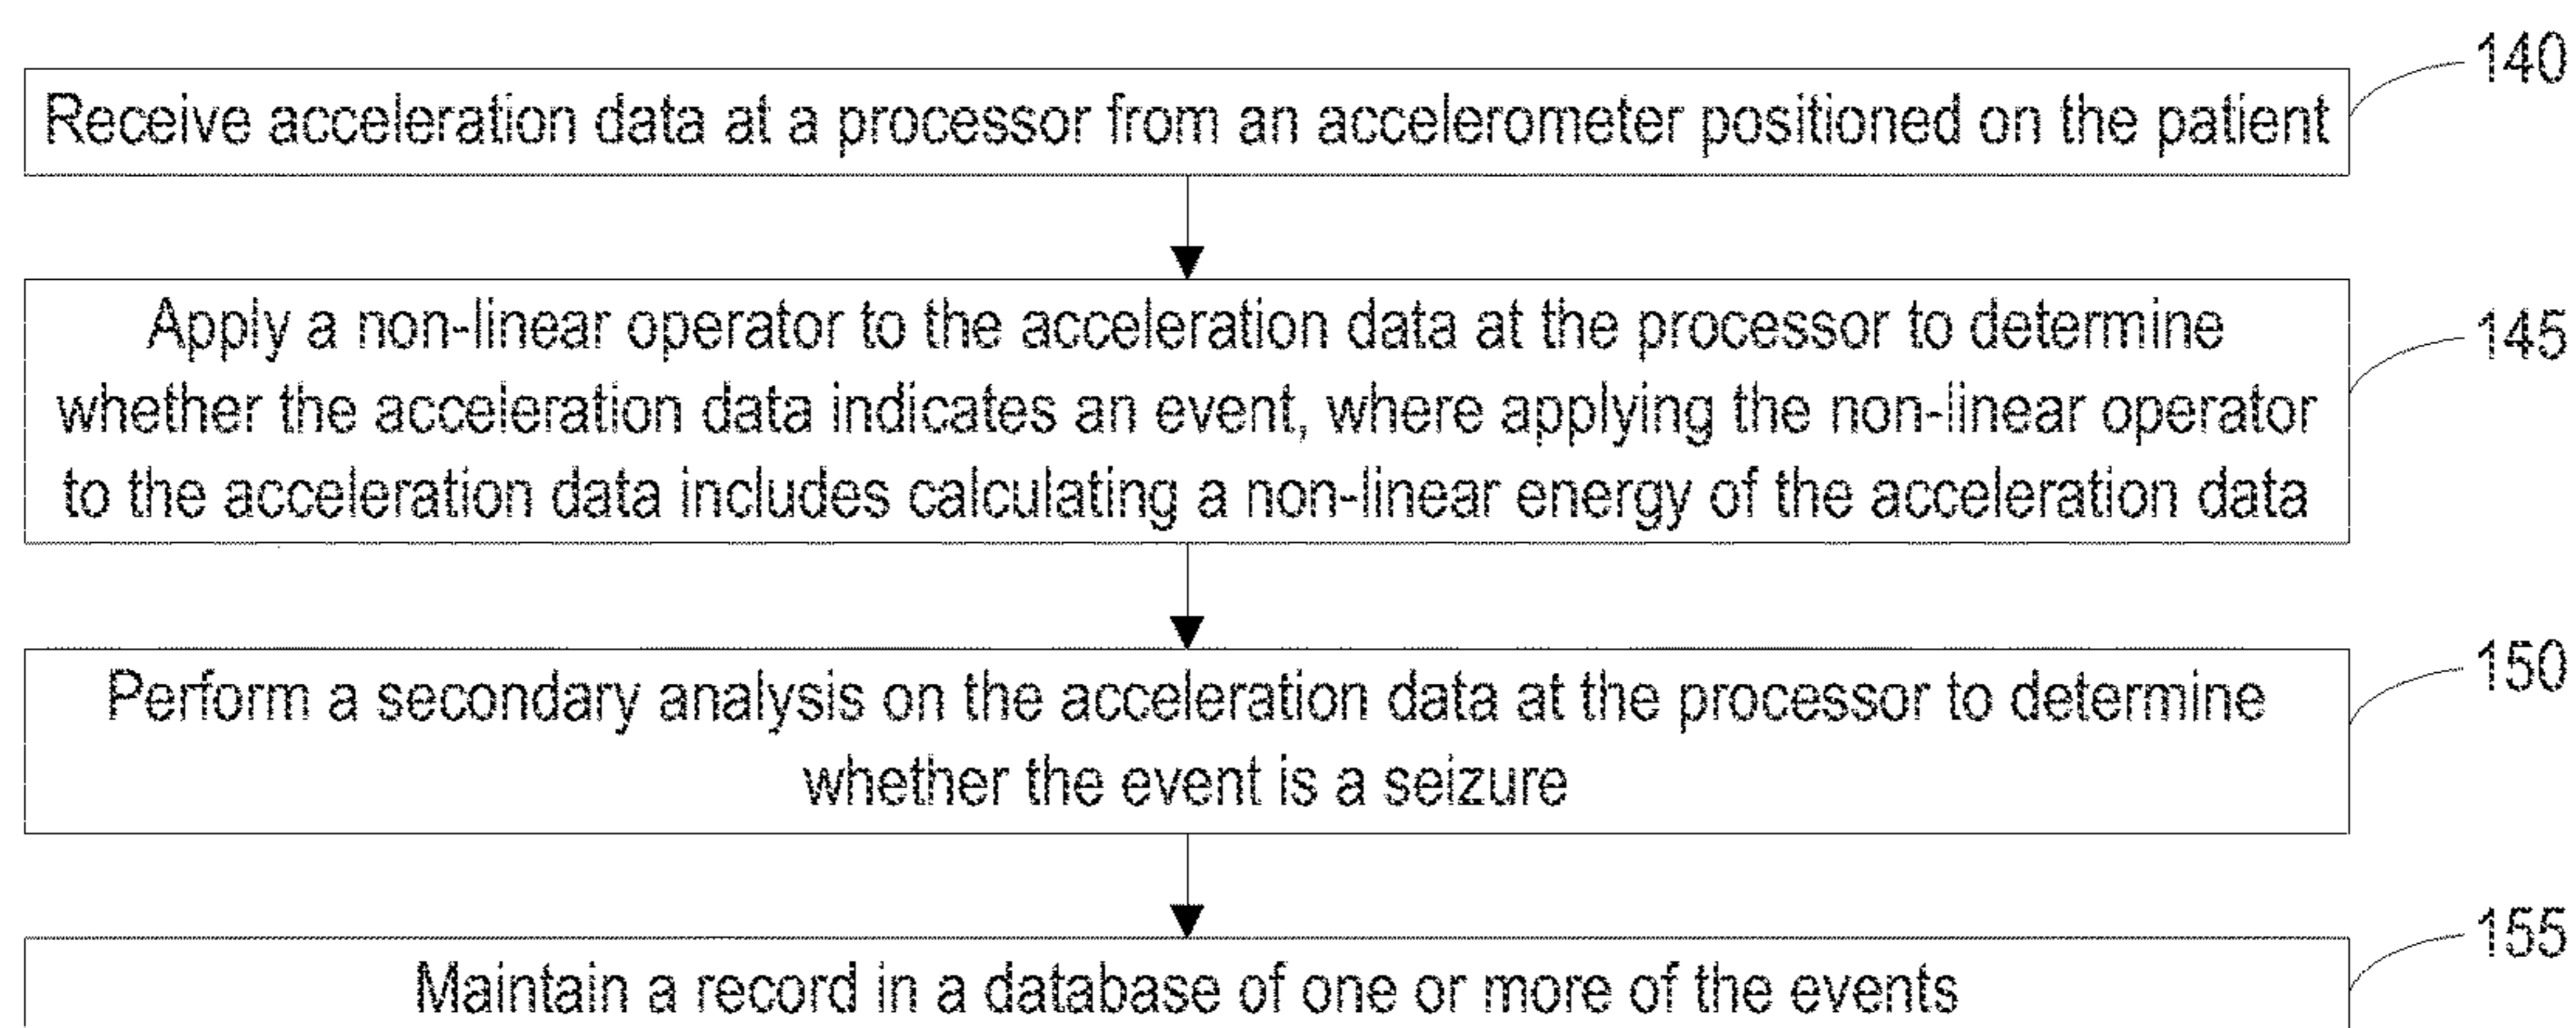 140
Receive acceleration data at a processor from an accelerometer positioned on the patient
145
Apply a non-linear operator to the acceleration data at the processor to determine
whether the acceleration data indicates an event, where applying the non-linear operator
to the acceleration data includes calculating a non-linear energy of the acceleration data
150
Perform a secondary analysis on the acceleration data at the processor to determine
whether the event is a seizure
155
Maintain a record in a database of one or more of the events